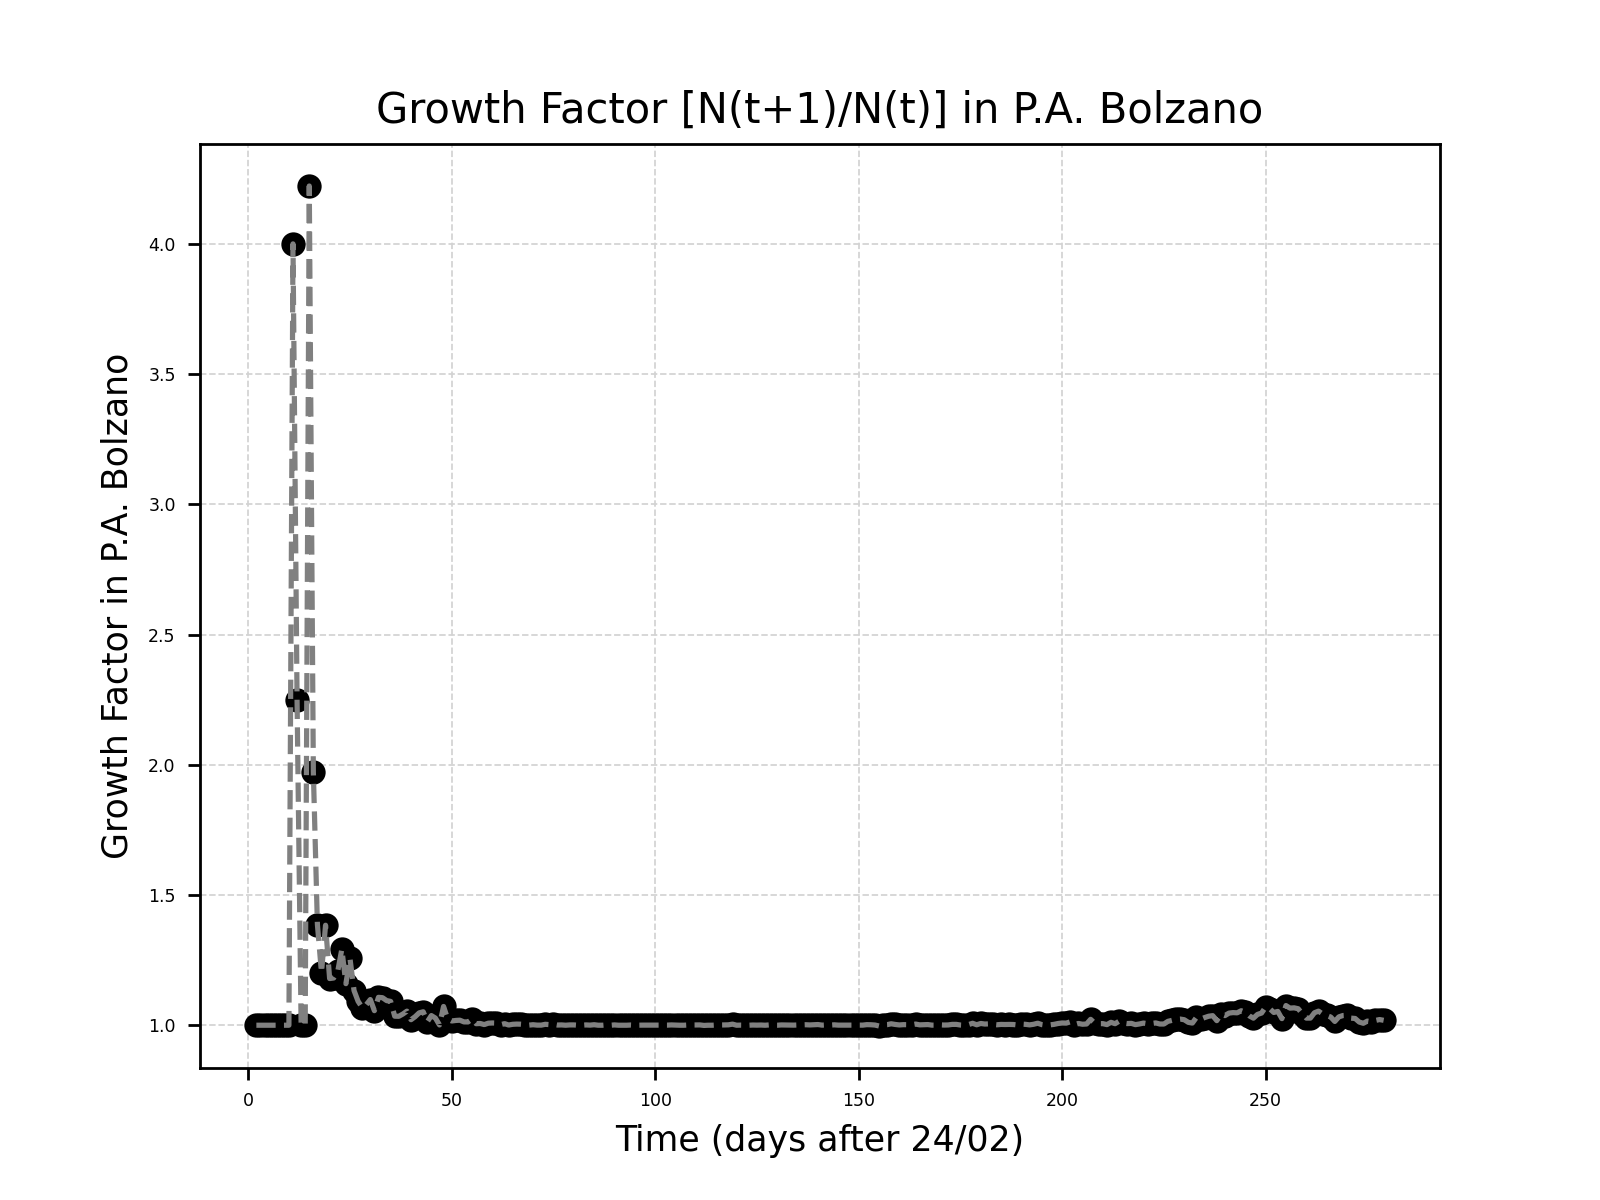 Growth Factor [N(t+1)/N(t)] in P.A. Bolzano
Growth Factor in P.A. Bolzano
4.0
3.5
3.0
2.5
2.0
1.5
1.0
0 50 100 150 200 250
Time (days after 24/02)